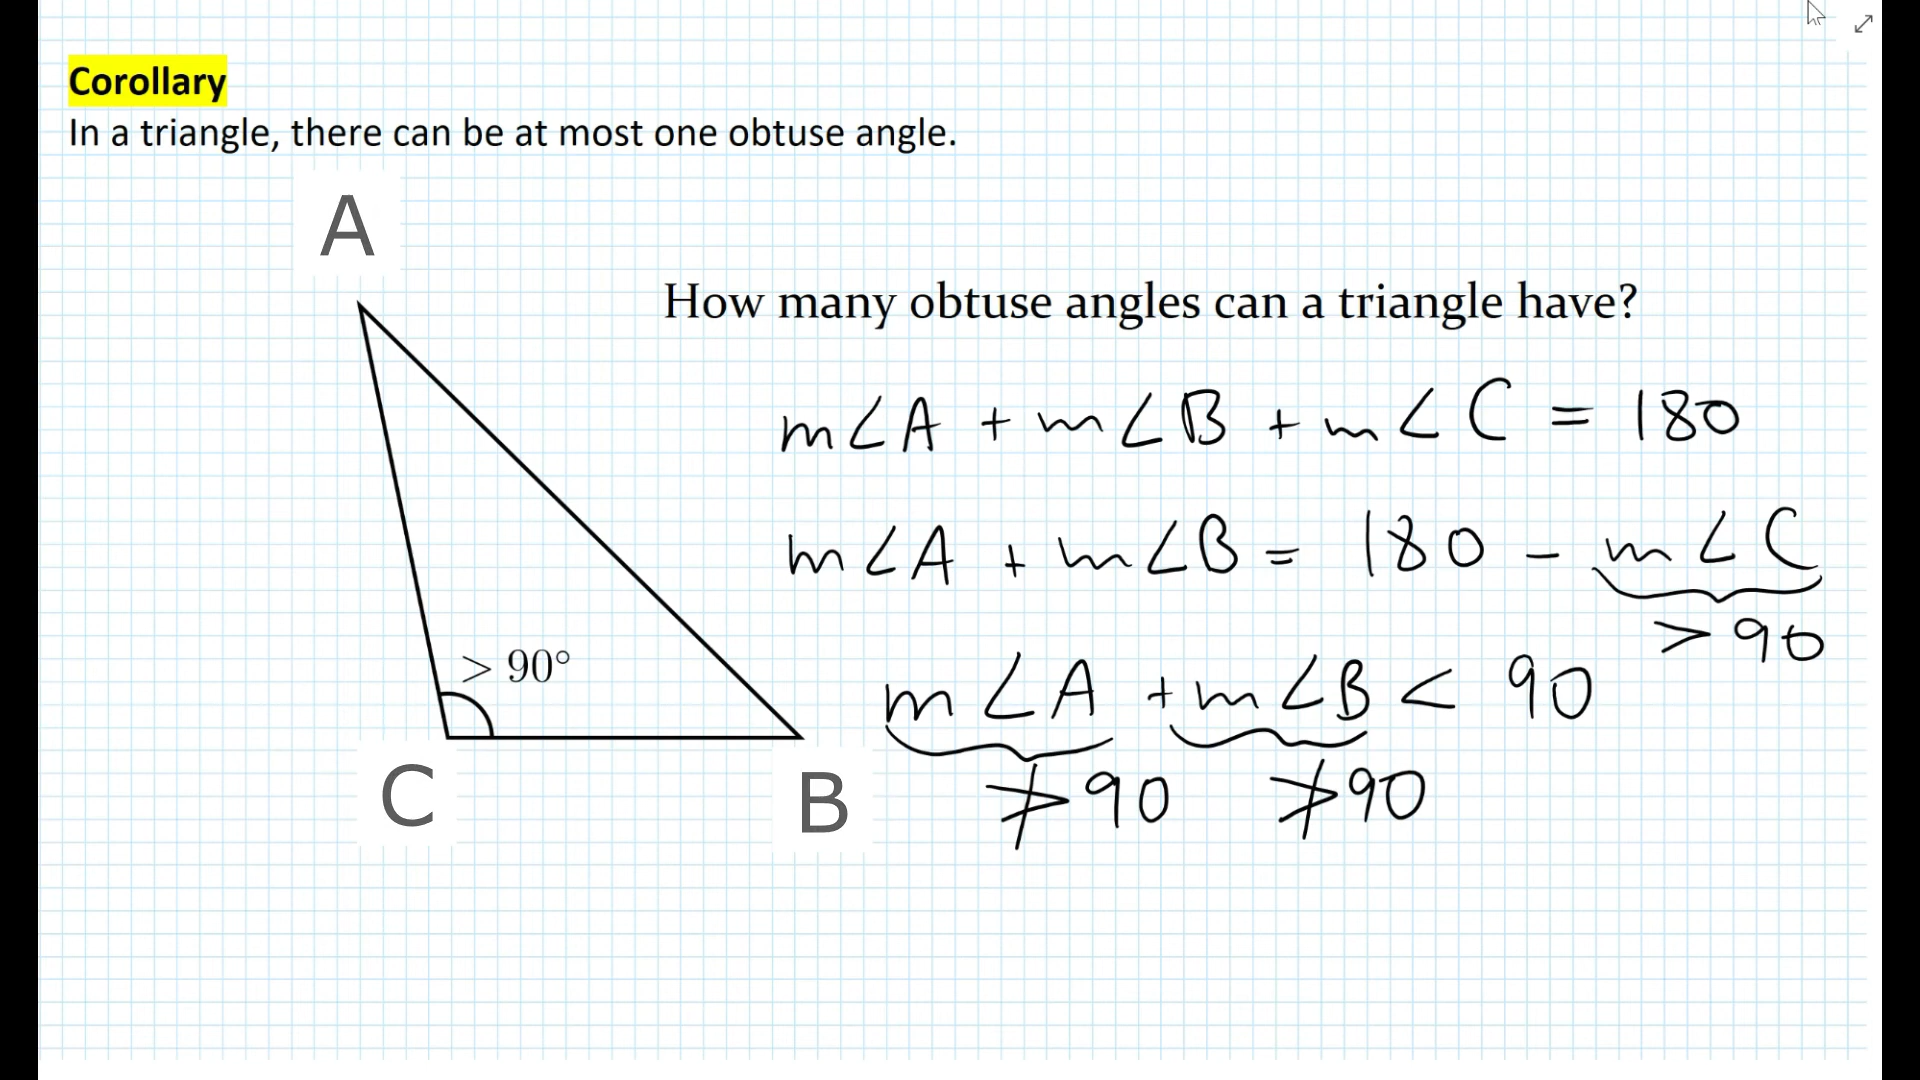 Corollary
In a triangle, there can be at most one obtuse angle.
A
How many obtuse angles can a triangle have?
m∠A + m∠B + m∠C = 180
m∠A + m∠B = 180 - m∠C
> 90
> 90°
m∠A + m∠B < 90
≯ 90 ≯ 90
C
B